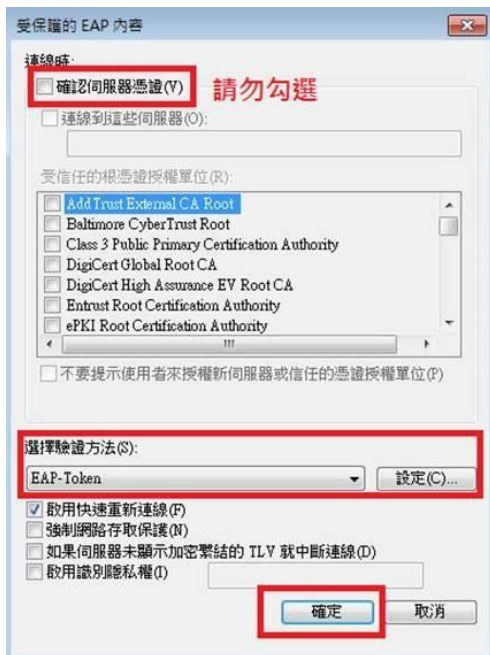 受保護的 EAP 內容
連線時:
確認伺服器憑證(V)
請勿勾選
連線到這些伺服器(O):
受信任的根憑證授權單位(R):
AddTrust External CA Root
Baltimore CyberTrust Root
Class 3 Public Primary Certification Authority
DigiCert Global Root CA
DigiCert High Assurance EV Root CA
Entrust Root Certification Authority
ePKI Root Certification Authority
不要提示使用者來授權新伺服器或信任的憑證授權單位(P)
選擇驗證方法(S):
EAP-Token
設定(C)...
啟用快速重新連線(F)
強制網路存取保護(N)
如果伺服器未顯示加密繫結的 TLV 就中斷連線(D)
啟用識別隱私權(I)
確定
取消